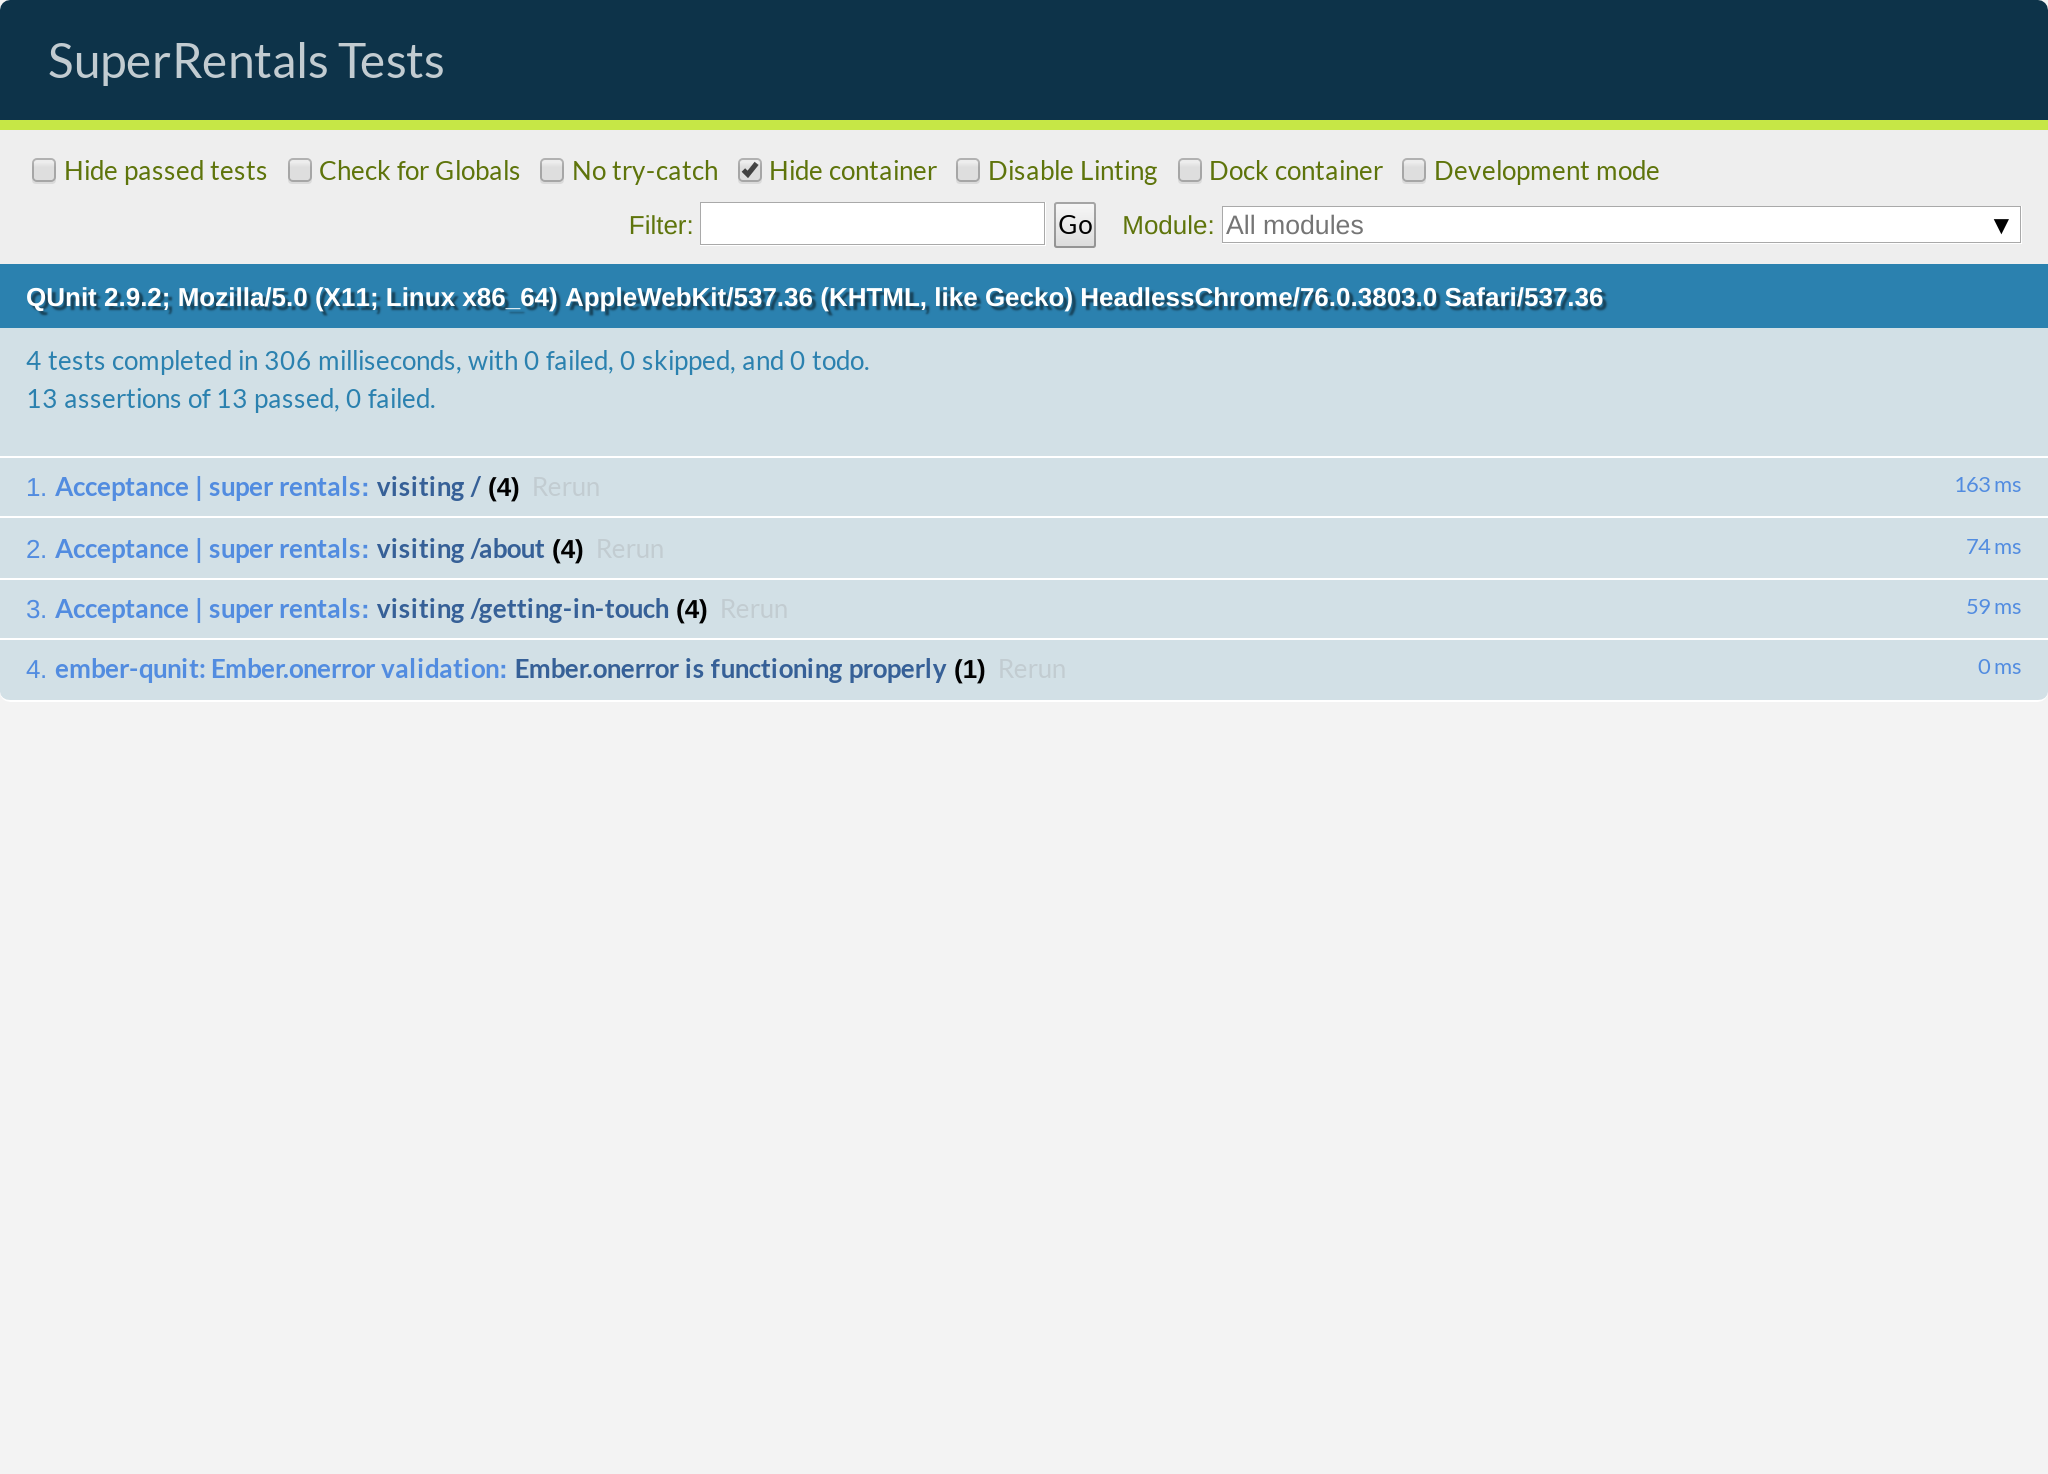 SuperRentals Tests
Hide passed tests Check for Globals No try-catch Hide container Disable Linting Dock container Development mode
Filter: Go Module: All modules ▼
QUnit 2.9.2; Mozilla/5.0 (X11; Linux x86_64) AppleWebKit/537.36 (KHTML, like Gecko) HeadlessChrome/76.0.3803.0 Safari/537.36
4 tests completed in 306 milliseconds, with 0 failed, 0 skipped, and 0 todo.
13 assertions of 13 passed, 0 failed.
1. Acceptance | super rentals: visiting / (4) Rerun 163 ms
2. Acceptance | super rentals: visiting /about (4) Rerun 74 ms
3. Acceptance | super rentals: visiting /getting-in-touch (4) Rerun 59 ms
4. ember-qunit: Ember.onerror validation: Ember.onerror is functioning properly (1) Rerun 0 ms